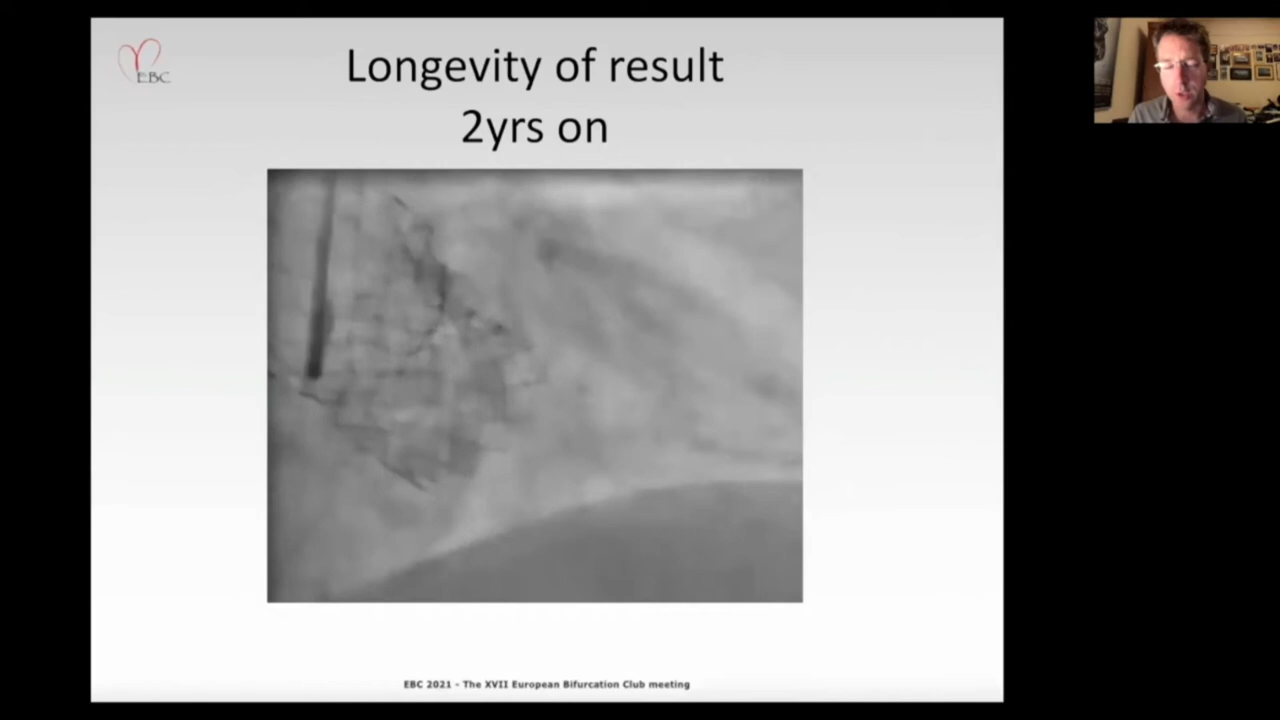 EBC
Longevity of result
2yrs on
EBC 2021 - The XVII European Bifurcation Club meeting